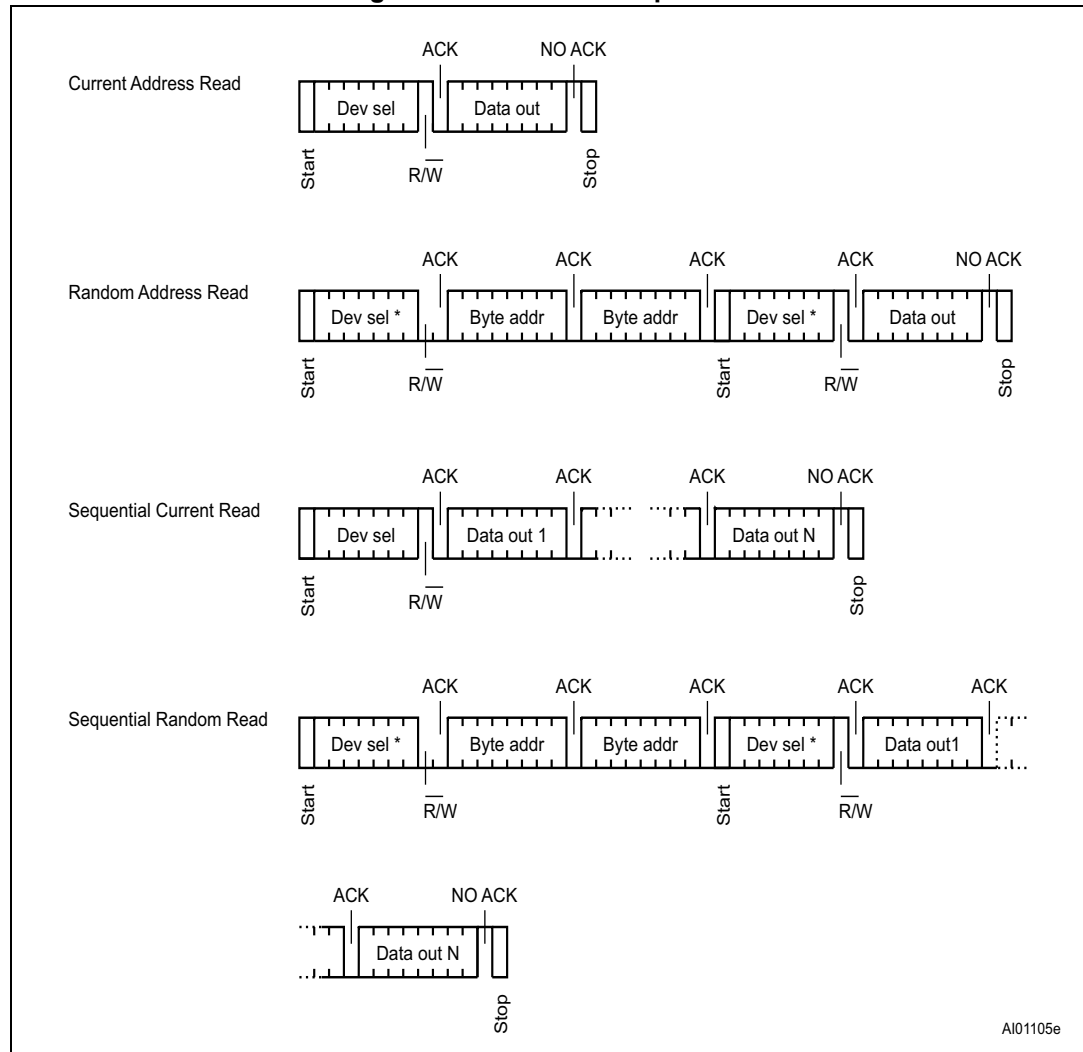 ACK NO ACK
Current Address Read
Dev sel Data out
Start R/W Stop
ACK ACK ACK ACK NO ACK
Random Address Read
Dev sel * Byte addr Byte addr Dev sel * Data out
Start R/W Start R/W Stop
ACK ACK ACK NO ACK
Sequential Current Read
Dev sel Data out 1 Data out N
Start R/W Stop
ACK ACK ACK ACK ACK
Sequential Random Read
Dev sel * Byte addr Byte addr Dev sel * Data out1
Start R/W Start R/W
ACK NO ACK
Data out N
Stop
AI01105e